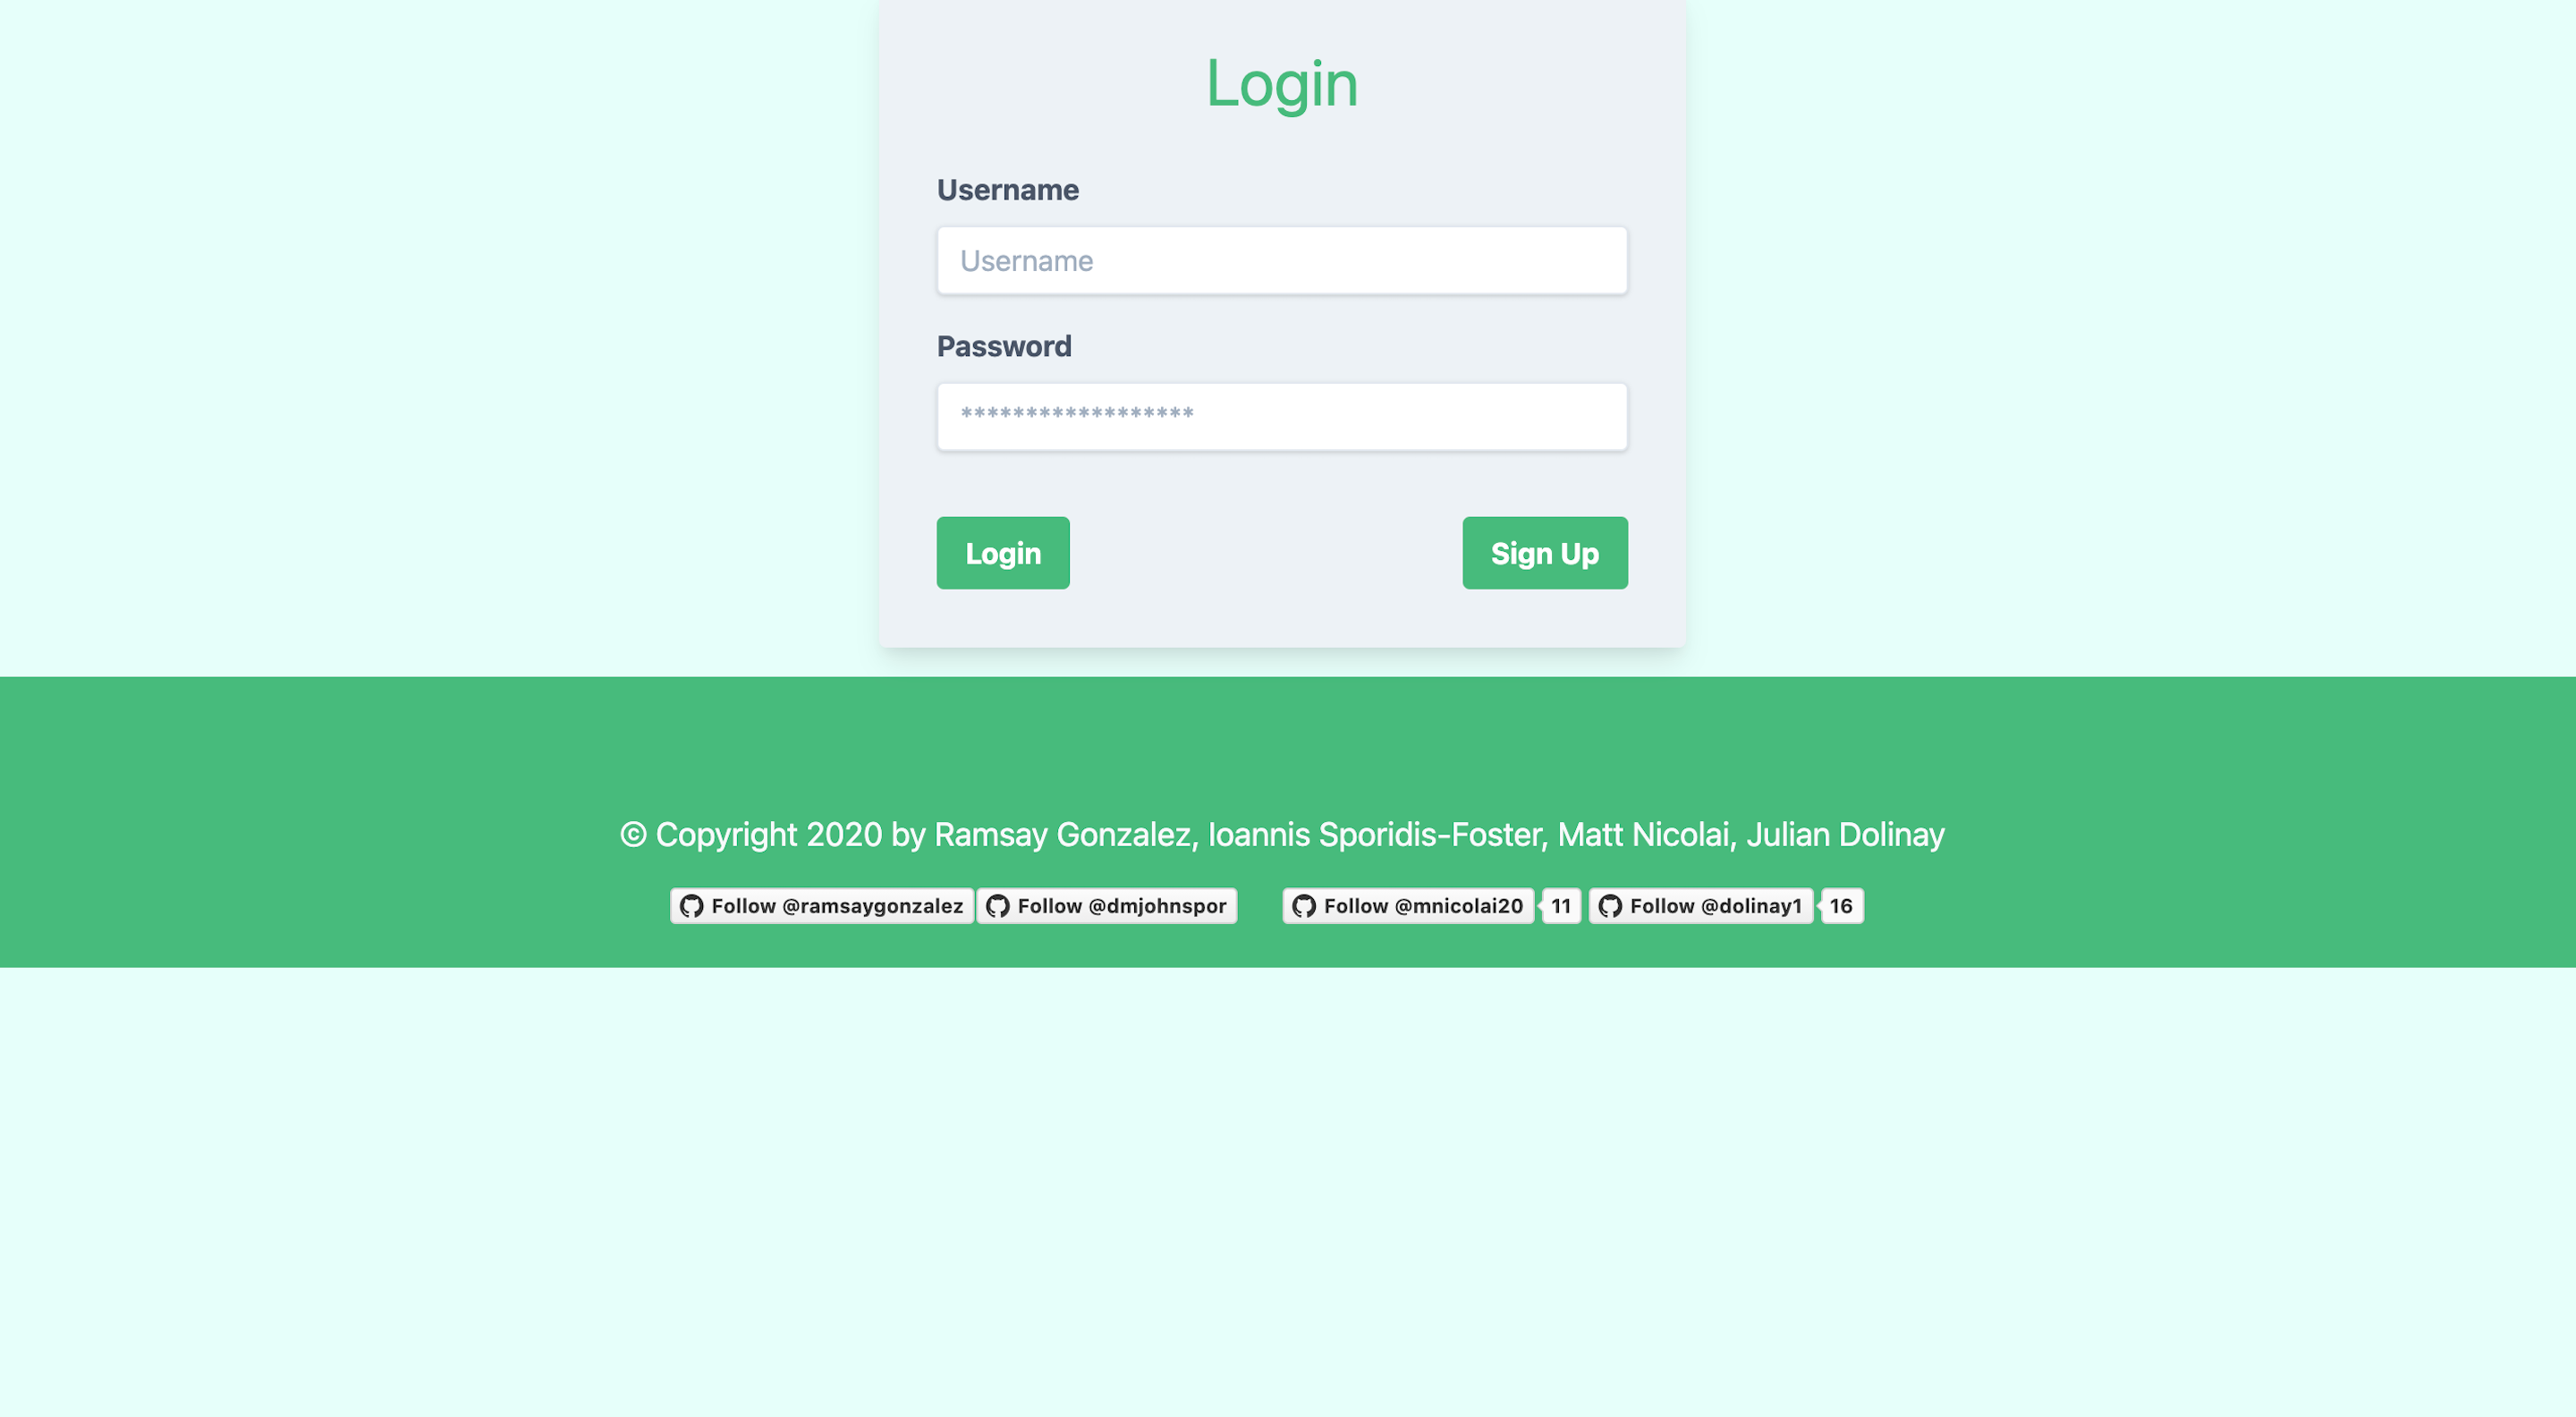 Login
Username
Username
Password
******************
Login Sign Up
© Copyright 2020 by Ramsay Gonzalez, Ioannis Sporidis-Foster, Matt Nicolai, Julian Dolinay
Follow @ramsaygonzalez Follow @dmjohnspor Follow @mnicolai20 11 Follow @dolinay1 16